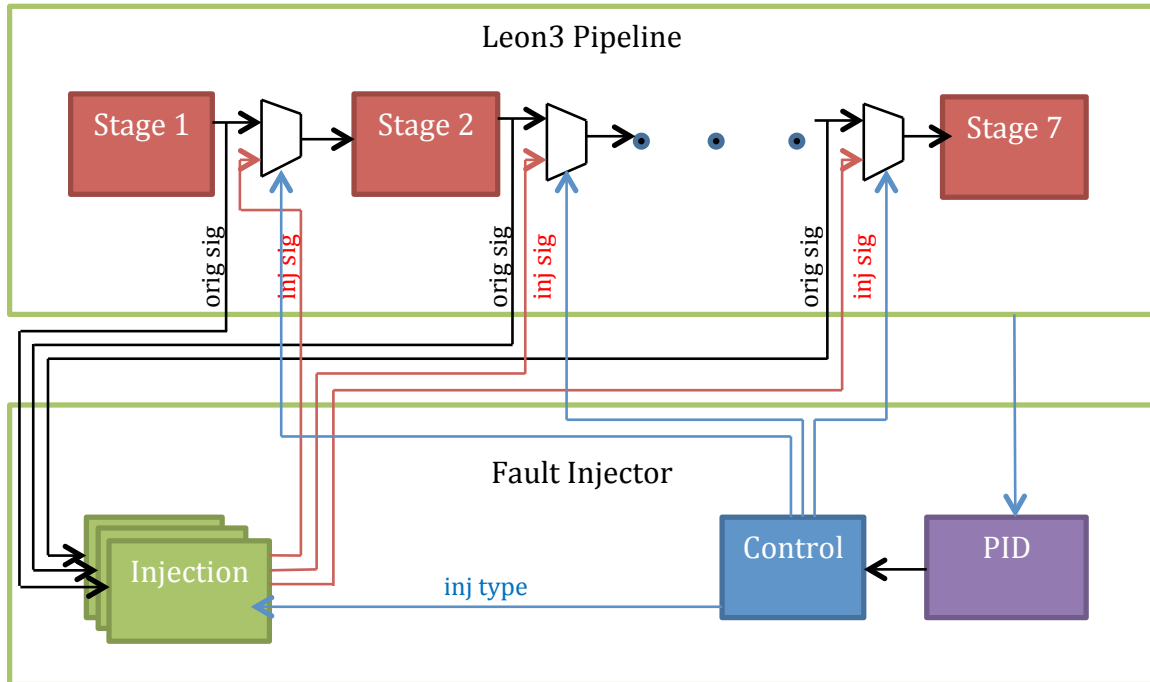 Leon3 Pipeline
Stage 1
Stage 2
Stage 7
orig sig
inj sig
orig sig
inj sig
orig sig
inj sig
Fault Injector
Injection
inj type
Control
PID